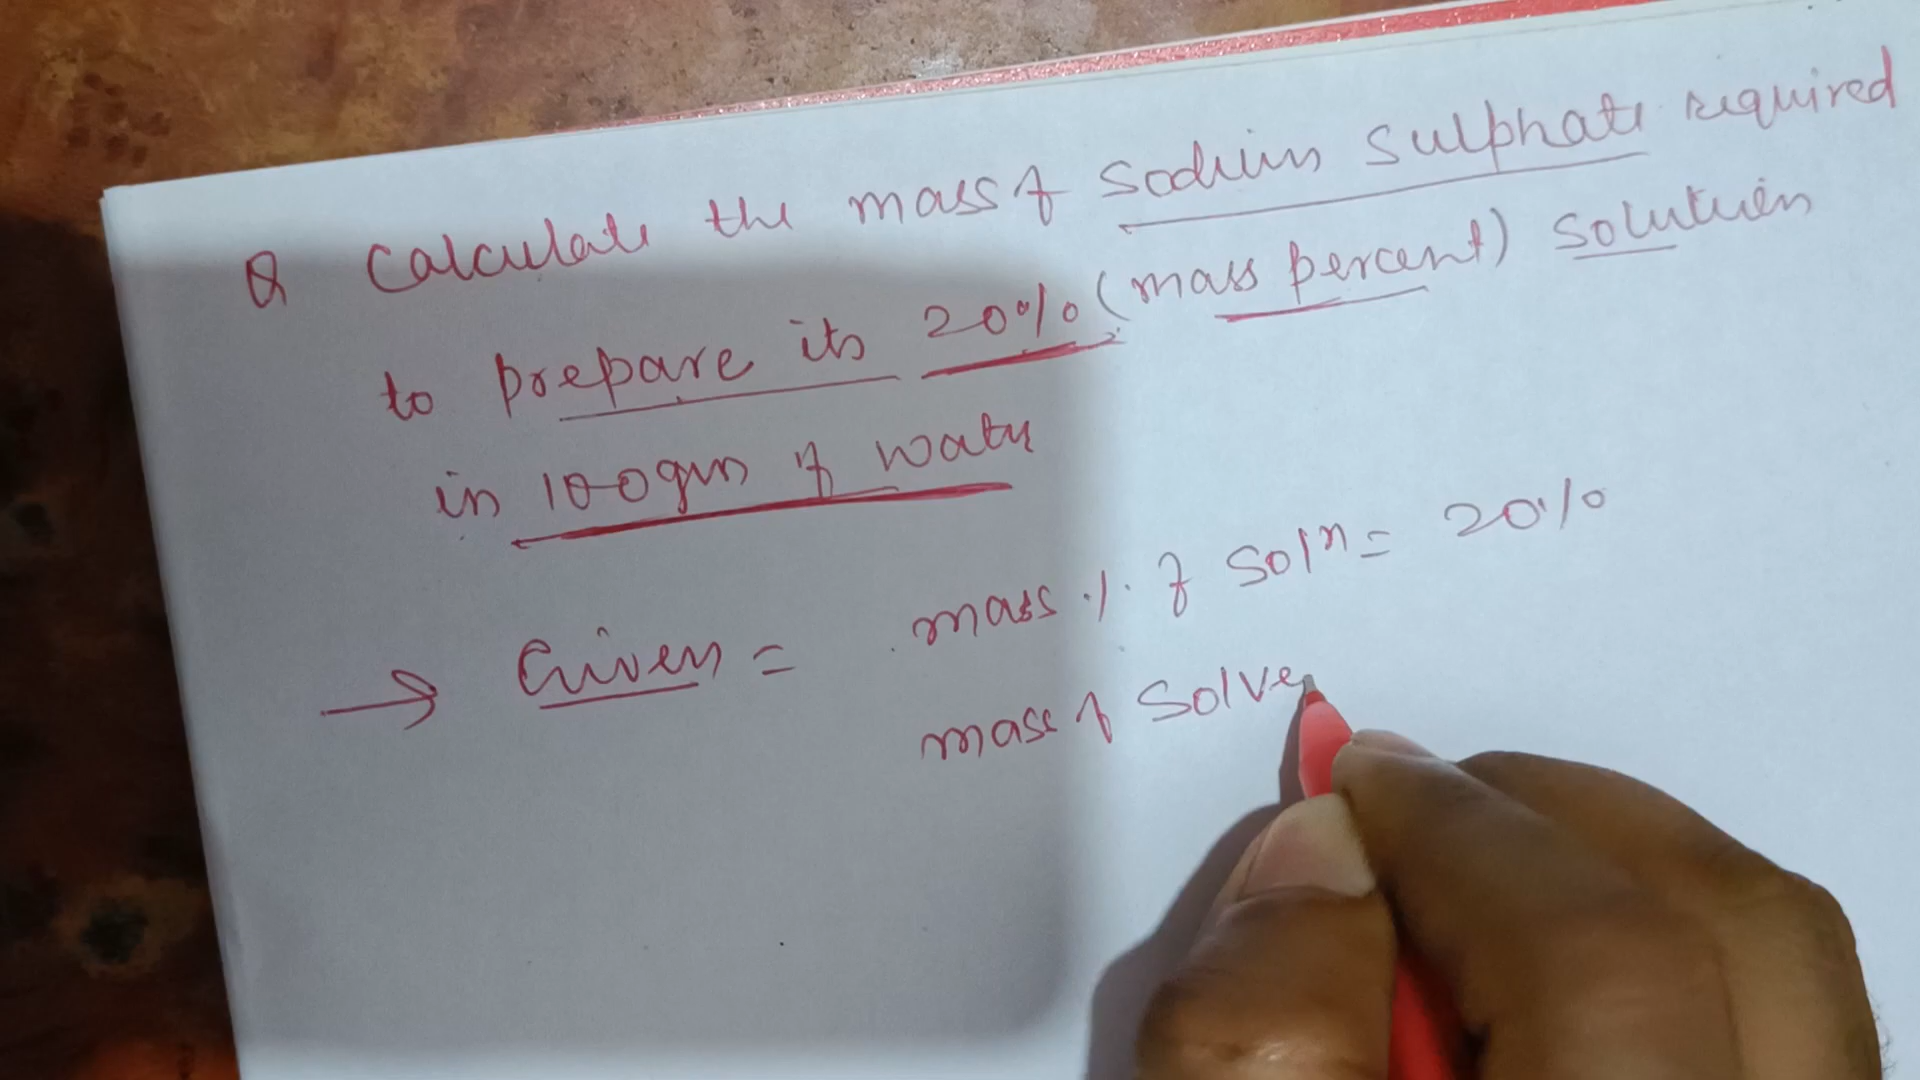 Q Calculate the mass of sodium sulphate required
to prepare its 20% (mass percent) solution
in 100gm of water
→ Given = mass % of solⁿ = 20%
mass of Solve